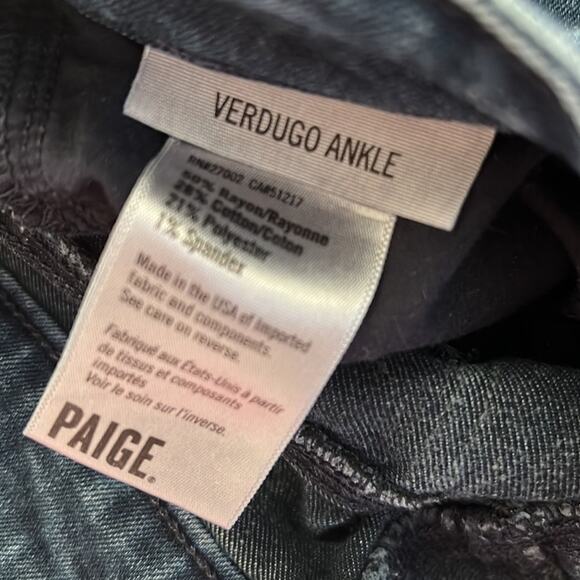 VERDUGO ANKLE
RN#27002 CA#51217
50% Rayon/Rayonne
28% Cotton/Coton
21% Polyester
1% Spandex
Made in the USA of imported
fabric and components.
See care on reverse.
Fabriqué aux États-Unis à partir
de tissus et composants
importés
Voir le soin sur l'inverse.
PAIGE®